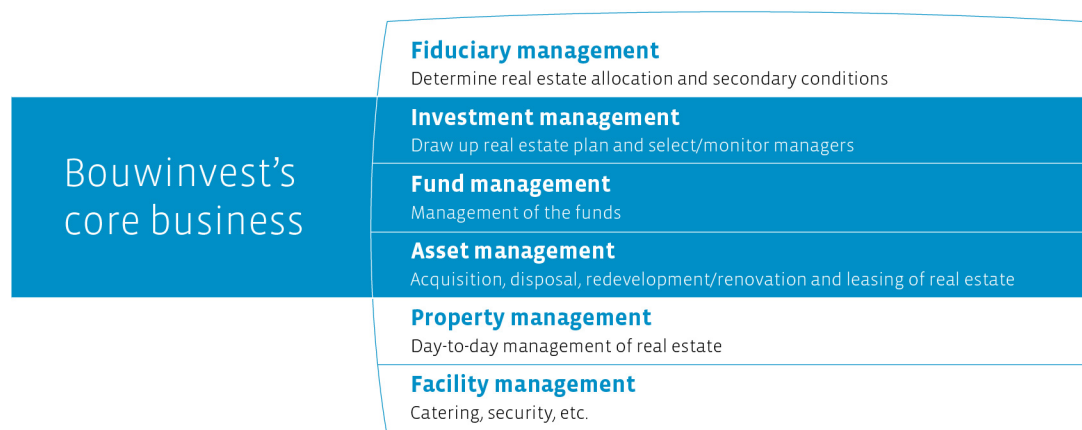 Fiduciary management
Determine real estate allocation and secondary conditions
Investment management
Draw up real estate plan and select/monitor managers
Bouwinvest’s
core business
Fund management
Management of the funds
Asset management
Acquisition, disposal, redevelopment/renovation and leasing of real estate
Property management
Day-to-day management of real estate
Facility management
Catering, security, etc.